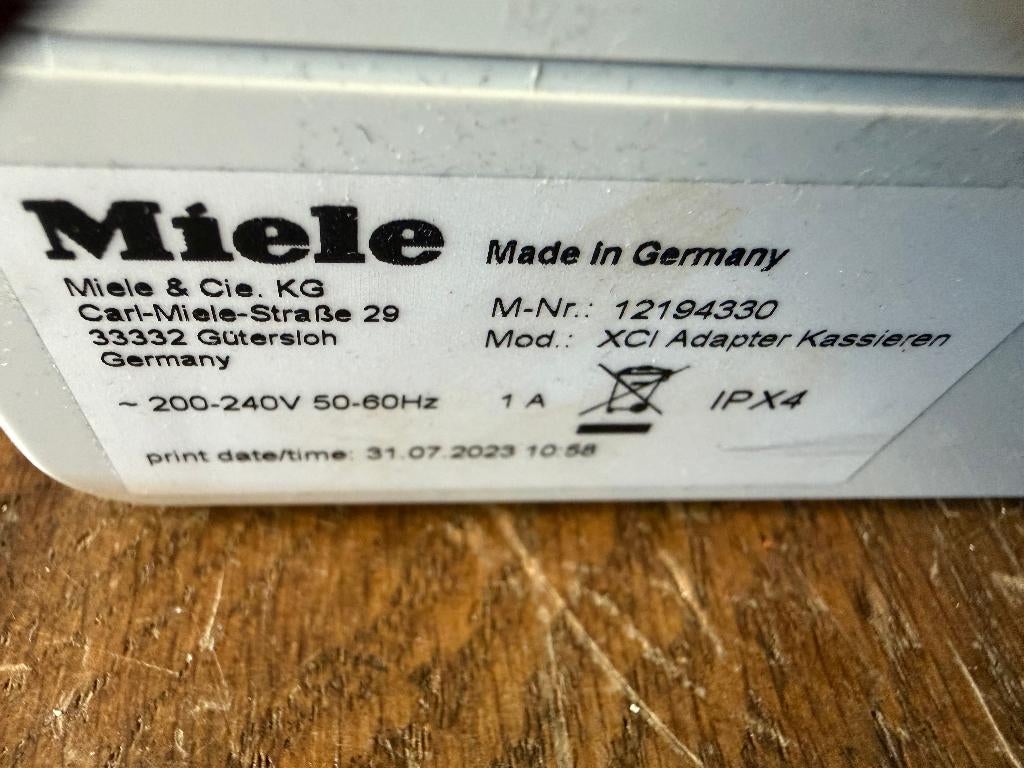 Miele
Made in Germany
Miele & Cie. KG
Carl-Miele-Straße 29
33332 Gütersloh
Germany
M-Nr.: 12194330
Mod.: XCI Adapter Kassieren
~ 200-240V 50-60Hz 1 A IPX4
print date/time: 31.07.2023 10:58